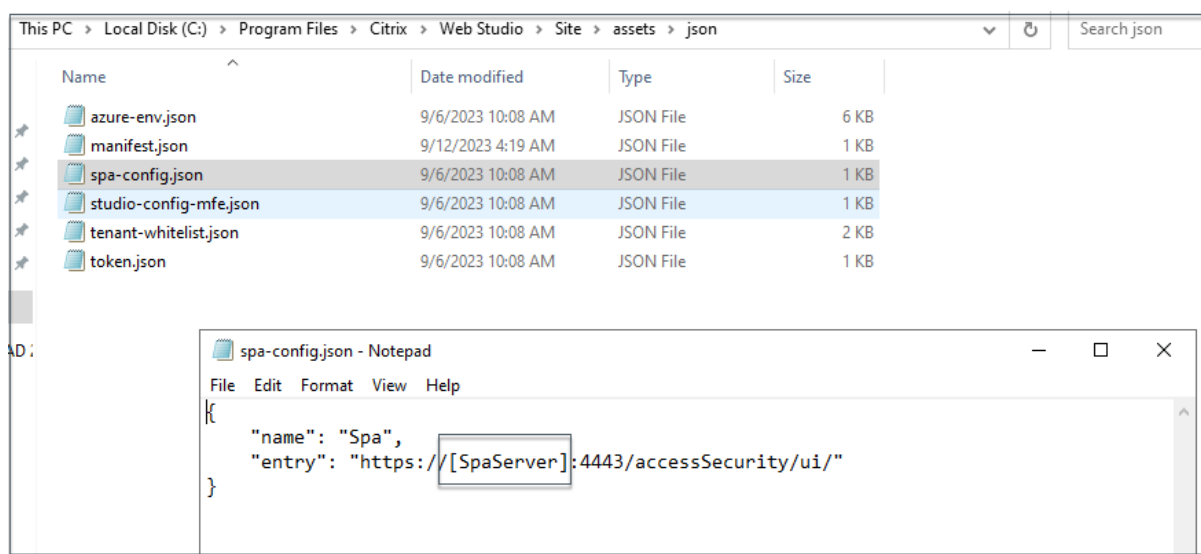 This PC > Local Disk (C:) > Program Files > Citrix > Web Studio > Site > assets > json
Search json
Name Date modified Type Size
azure-env.json 9/6/2023 10:08 AM JSON File 6 KB
manifest.json 9/12/2023 4:19 AM JSON File 1 KB
spa-config.json 9/6/2023 10:08 AM JSON File 1 KB
studio-config-mfe.json 9/6/2023 10:08 AM JSON File 1 KB
tenant-whitelist.json 9/6/2023 10:08 AM JSON File 2 KB
token.json 9/6/2023 10:08 AM JSON File 1 KB
spa-config.json - Notepad
File Edit Format View Help
{
"name": "Spa",
"entry": "https://[SpaServer]:4443/accessSecurity/ui/"
}